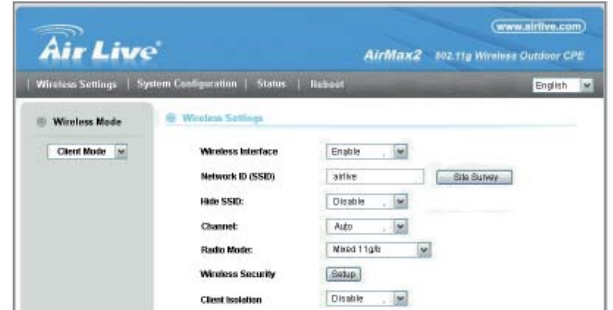 www.airlive.com
Air Live
AirMax2 802.11g Wireless Outdoor CPE
Wireless Settings | System Configuration | Status | Reboot English
Wireless Mode
Client Mode
Wireless Settings
Wireless Interface Enable
Network ID (SSID) airlive Site Survey
Hide SSID: Disable
Channel: Auto
Radio Mode: Mixed 11g/b
Wireless Security Setup
Client Isolation Disable